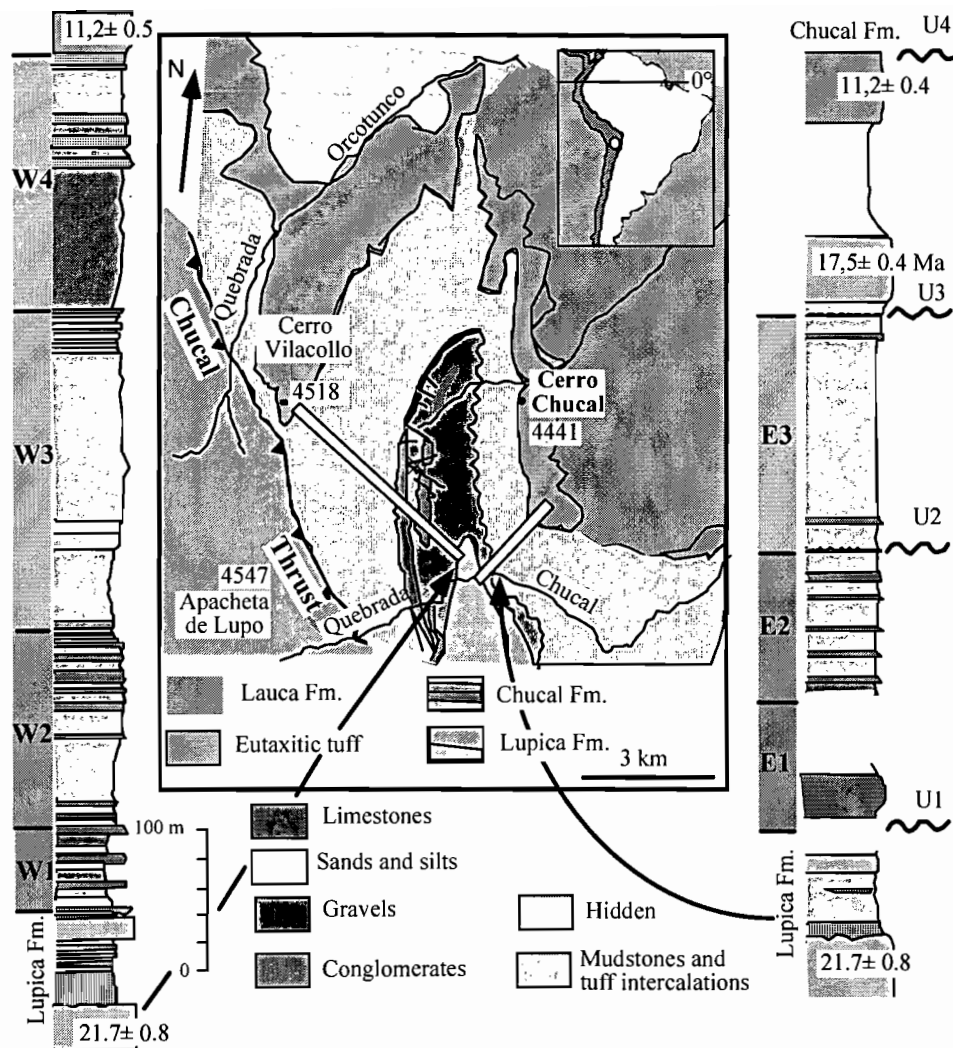 11,2± 0.5
W4
W3
W2
W1
Lupica Fm.
21.7± 0.8
100 m
0
N
Orcotunco
0°
Quebrada
Chucal
Thrust
Cerro
Vilacollo
4518
Cerro
Chucal
4441
4547
Apacheta
de Lupo
Quebrada
Chucal
Lauca Fm.
Eutaxitic tuff
Chucal Fm.
Lupica Fm.
3 km
Limestones
Sands and silts
Gravels
Conglomerates
Hidden
Mudstones and
tuff intercalations
Chucal Fm.
U4
11,2± 0.4
17,5± 0.4 Ma
U3
E3
U2
E2
E1
U1
Lupica Fm.
21.7± 0.8